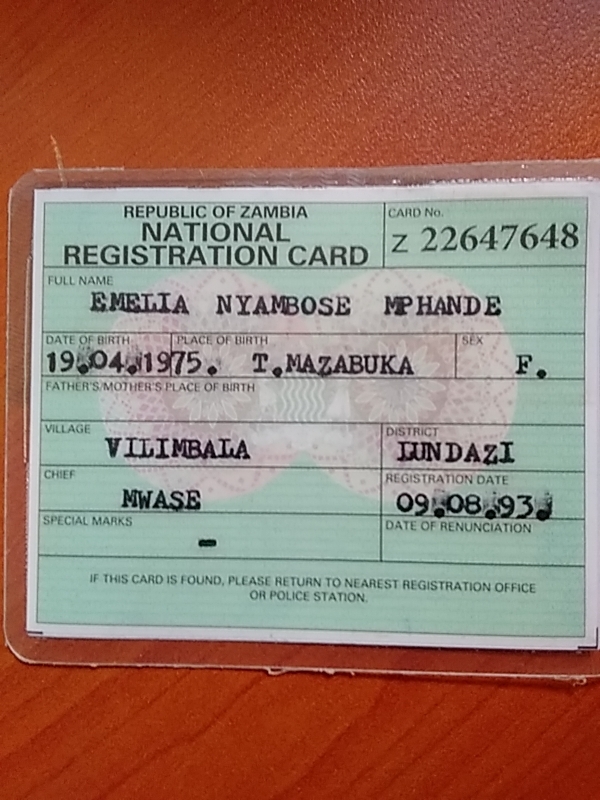 REPUBLIC OF ZAMBIA
NATIONAL
REGISTRATION CARD
CARD No.
Z 22647648
FULL NAME
EMELIA NYAMBOSE MPHANDE
DATE OF BIRTH PLACE OF BIRTH SEX
19.04.1975. T.MAZABUKA F.
FATHER'S/MOTHER'S PLACE OF BIRTH
VILLAGE DISTRICT
VILIMBALA LUNDAZI
CHIEF REGISTRATION DATE
MWASE 09.08.93.
SPECIAL MARKS DATE OF RENUNCIATION
-
IF THIS CARD IS FOUND, PLEASE RETURN TO NEAREST REGISTRATION OFFICE
OR POLICE STATION.